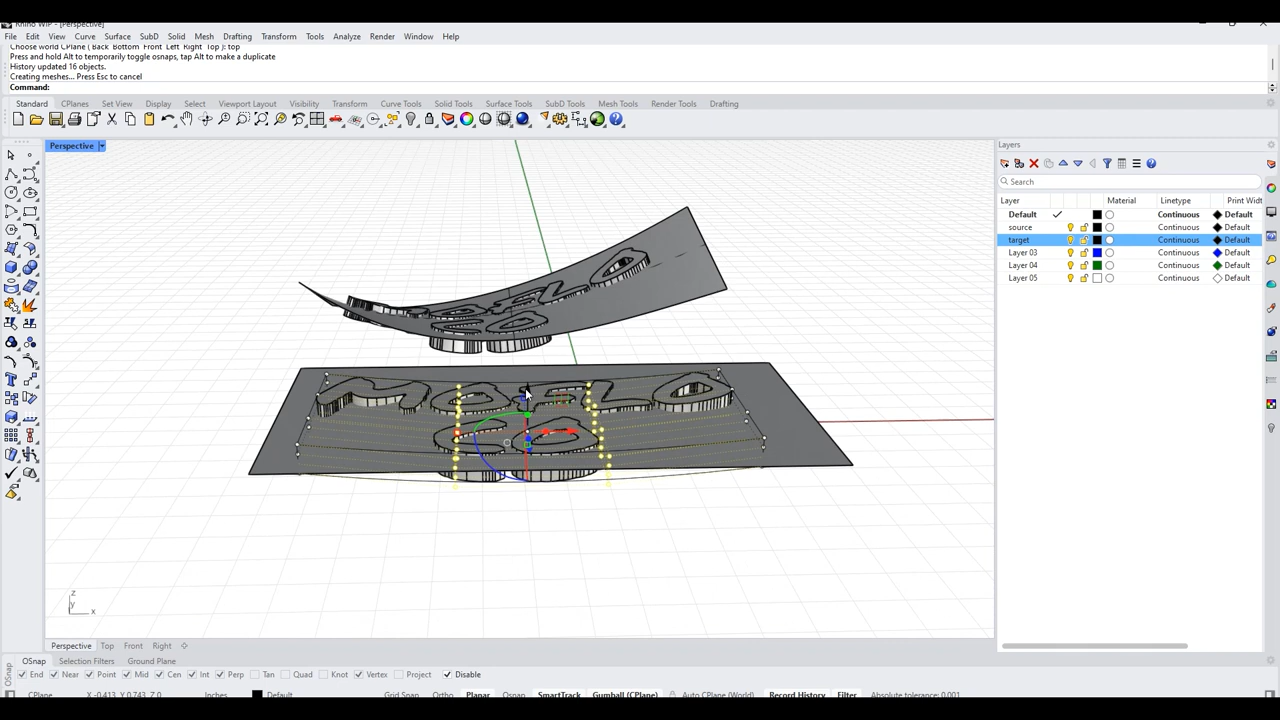 Rhino WIP - [Perspective]
File Edit View Curve Surface SubD Solid Mesh Drafting Transform Tools Analyze Render Window Help
Choose world CPlane ( Back Bottom Front Left Right Top ): top
Press and hold Alt to temporarily toggle osnaps, tap Alt to make a duplicate
History updated 16 objects.
Creating meshes... Press Esc to cancel
Command:
Standard CPlanes Set View Display Select Viewport Layout Visibility Transform Curve Tools Solid Tools Surface Tools SubD Tools Mesh Tools Render Tools Drafting
Perspective
Layers
Search
Layer Material Linetype Print Widt
Default Continuous Default
source Continuous Default
target Continuous Default
Layer 03 Continuous Default
Layer 04 Continuous Default
Layer 05 Continuous Default
z
y
x
Perspective Top Front Right
OSnap Selection Filters Ground Plane
OSnap
End Near Point Mid Cen Int Perp Tan Quad Knot Vertex Project Disable
CPlane X -0.413, Y 0.743, Z 0 Inches Default Grid Snap Ortho Planar Osnap SmartTrack Gumball (CPlane) Auto CPlane (World) Record History Filter Absolute tolerance: 0.001